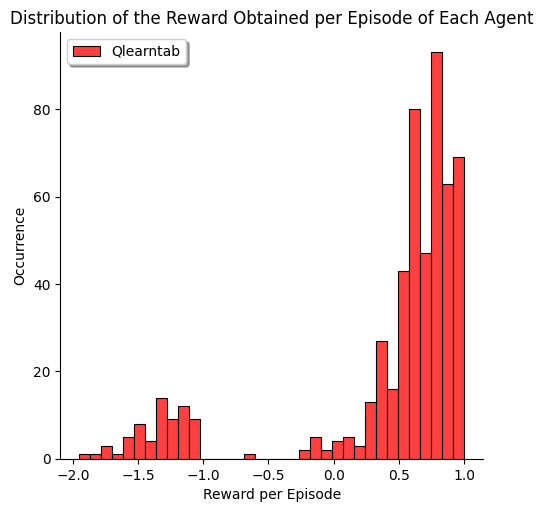 Distribution of the Reward Obtained per Episode of Each Agent
Qlearntab
80
60
40
20
0
Occurrence
−2.0 −1.5 −1.0 −0.5 0.0 0.5 1.0
Reward per Episode